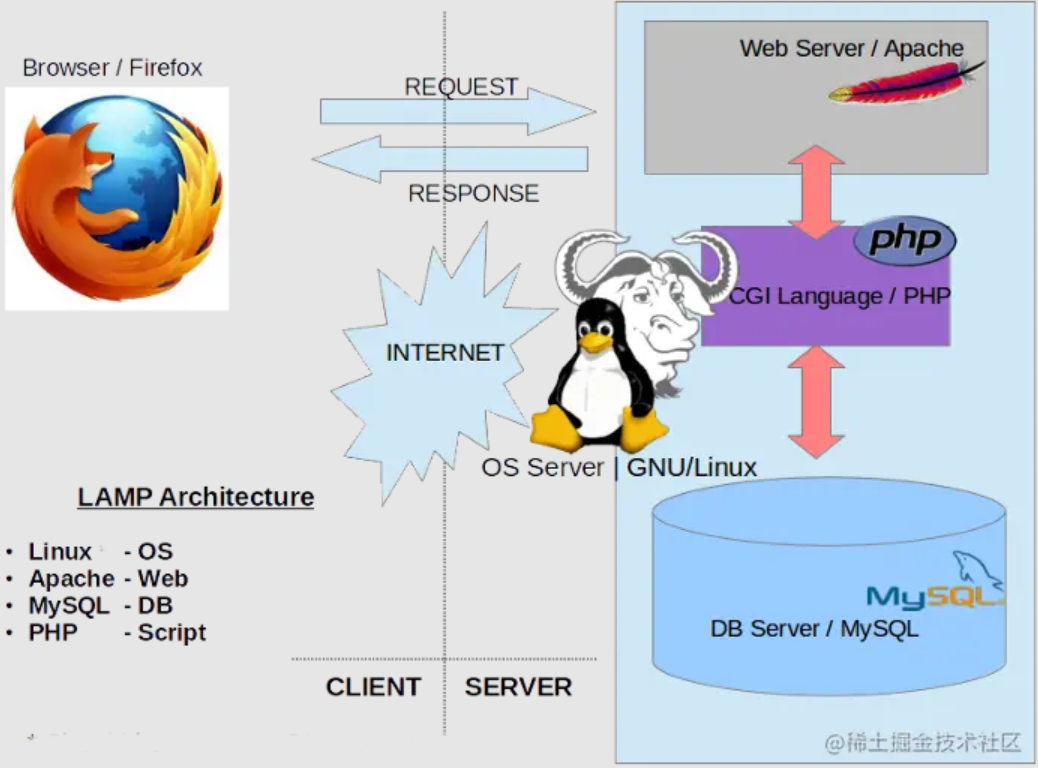 Browser / Firefox
REQUEST
RESPONSE
INTERNET
Web Server / Apache
php
CGI Language / PHP
OS Server | GNU/Linux
MySQL
DB Server / MySQL
LAMP Architecture
• Linux - OS
• Apache - Web
• MySQL - DB
• PHP - Script
CLIENT
SERVER
@稀土掘金技术社区